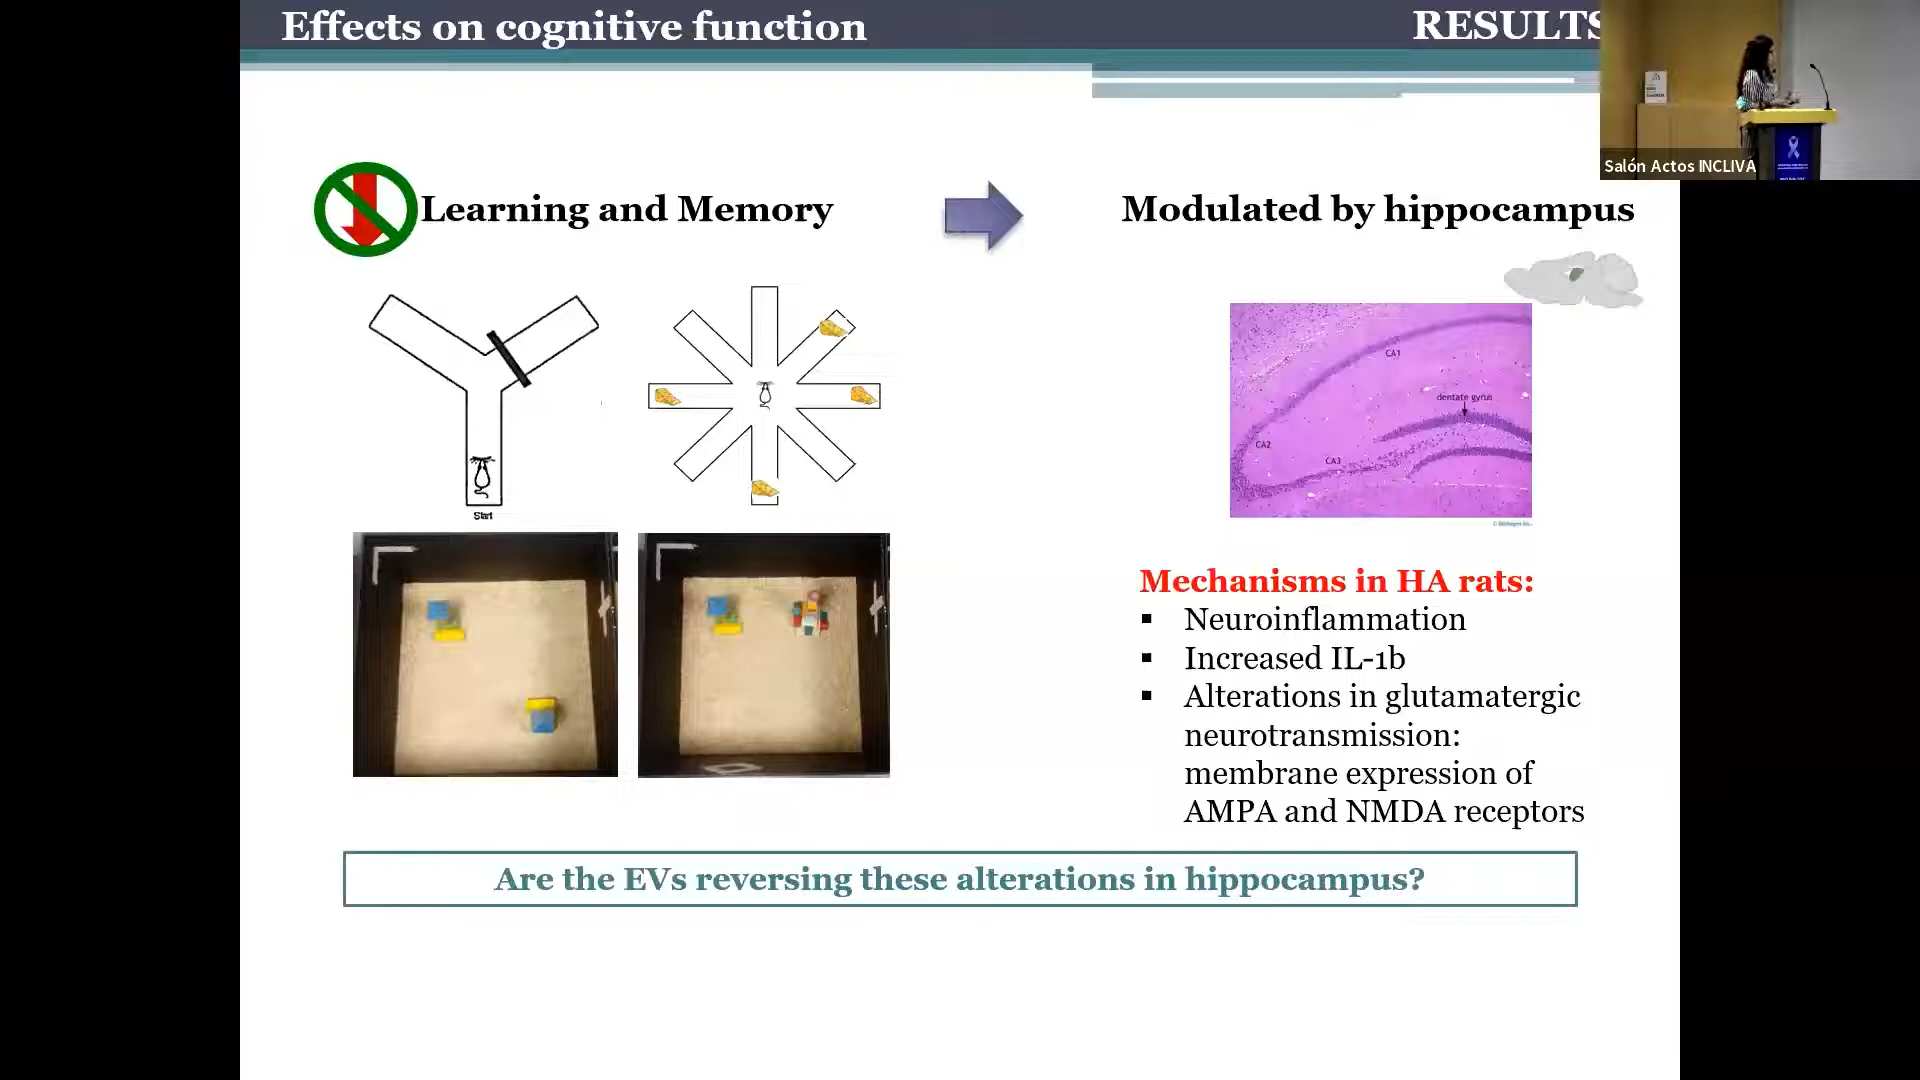 Effects on cognitive function
RESULTS
Salón Actos INCLIVA
Learning and Memory
Modulated by hippocampus
Start
CA1
dentate gyrus
CA2
CA3
Mechanisms in HA rats:
▪ Neuroinflammation
▪ Increased IL-1b
▪ Alterations in glutamatergic
neurotransmission:
membrane expression of
AMPA and NMDA receptors
Are the EVs reversing these alterations in hippocampus?